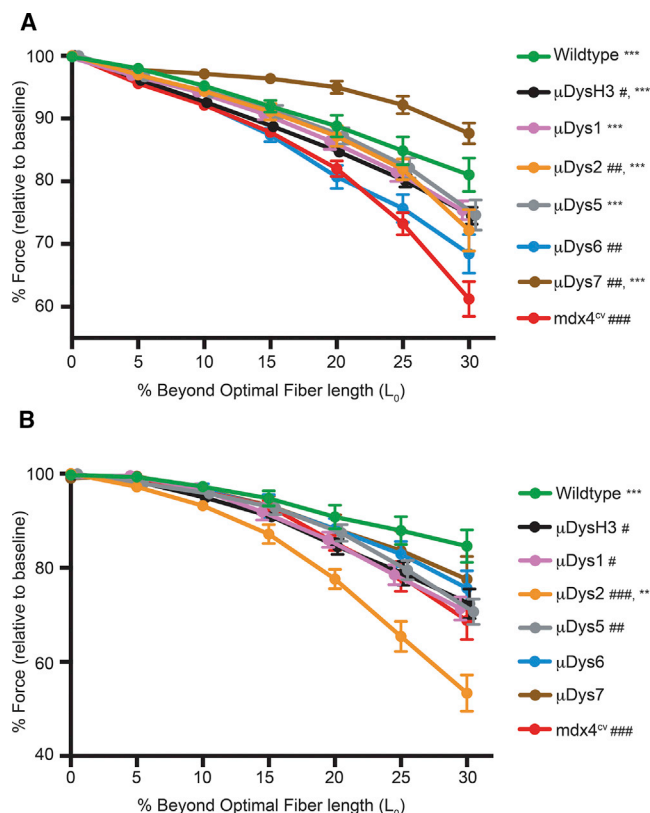 A
% Force (relative to baseline)
100
90
80
70
60
0 5 10 15 20 25 30
% Beyond Optimal Fiber length (L₀)
Wildtype ***
µDysH3 #, ***
µDys1 ***
µDys2 ##, ***
µDys5 ***
µDys6 ##
µDys7 ##, ***
mdx4ᶜᵛ ###
B
% Force (relative to baseline)
100
80
60
40
0 5 10 15 20 25 30
% Beyond Optimal Fiber length (L₀)
Wildtype ***
µDysH3 #
µDys1 #
µDys2 ###, **
µDys5 ##
µDys6
µDys7
mdx4ᶜᵛ ###